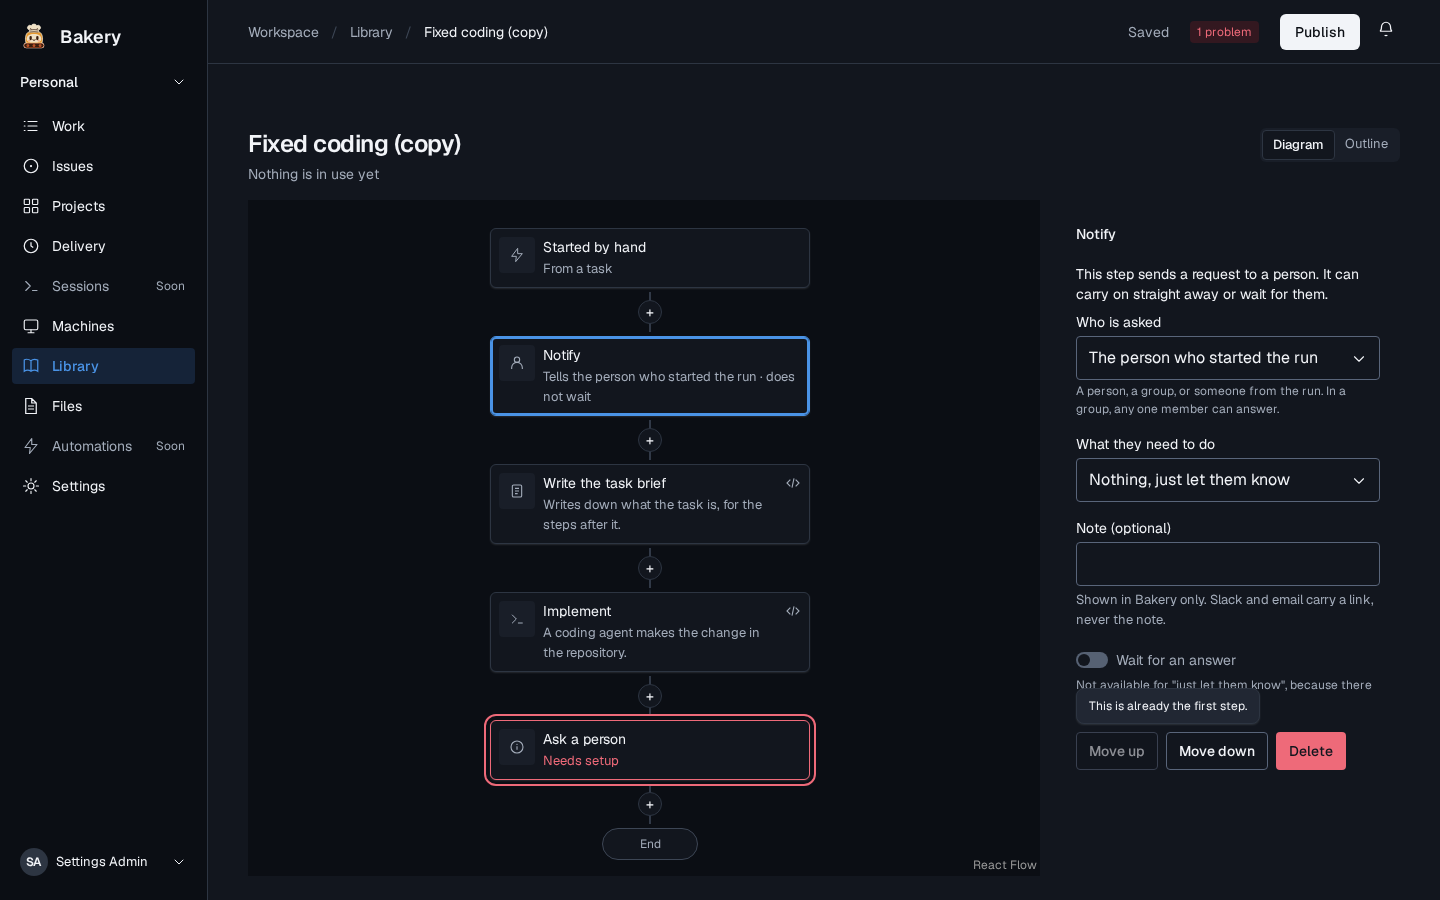 Bakery
Personal
Work
Issues
Projects
Delivery
Sessions Soon
Machines
Library
Files
Automations Soon
Settings
SA Settings Admin
Workspace / Library / Fixed coding (copy)
Saved 1 problem Publish
Fixed coding (copy)
Nothing is in use yet
Diagram Outline
Started by hand
From a task
+
Notify
Tells the person who started the run · does
not wait
+
Write the task brief
Writes down what the task is, for the
steps after it.
+
Implement
A coding agent makes the change in
the repository.
+
Ask a person
Needs setup
+
End
React Flow
Notify
This step sends a request to a person. It can
carry on straight away or wait for them.
Who is asked
The person who started the run
A person, a group, or someone from the run. In a
group, any one member can answer.
What they need to do
Nothing, just let them know
Note (optional)
Shown in Bakery only. Slack and email carry a link,
never the note.
Wait for an answer
Not available for "just let them know", because there
This is already the first step.
Move up Move down Delete